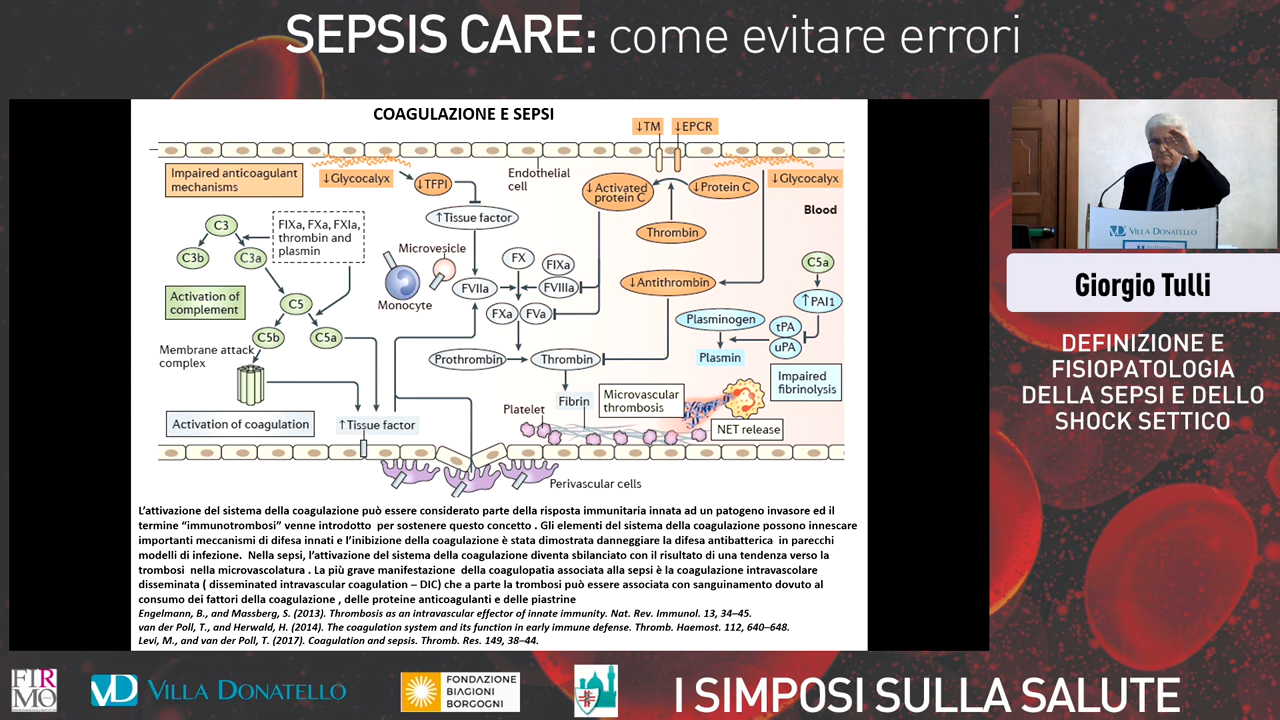 SEPSIS CARE: come evitare errori
COAGULAZIONE E SEPSI
↓TM
↓EPCR
Impaired anticoagulant
mechanisms
↓Glycocalyx
↓TFPI
Endothelial
cell
↓Activated
protein C
↓Protein C
↓Glycocalyx
Blood
↑Tissue factor
Thrombin
C3
C3b
C3a
FIXa, FXa, FXIa,
thrombin and
plasmin
Microvesicle
Monocyte
FX
FIXa
FVIIa
FVIIIa
FXa
FVa
↓Antithrombin
C5a
↑PAI1
Activation of
complement
C5
C5b
C5a
Plasminogen
tPA
uPA
Plasmin
Membrane attack
complex
Prothrombin
Thrombin
Impaired
fibrinolysis
Fibrin
Microvascular
thrombosis
Platelet
NET release
Activation of coagulation
↑Tissue factor
Perivascular cells
L'attivazione del sistema della coagulazione può essere considerato parte della risposta immunitaria innata ad un patogeno invasore ed il
termine “immunotrombosi” venne introdotto per sostenere questo concetto . Gli elementi del sistema della coagulazione possono innescare
importanti meccanismi di difesa innati e l'inibizione della coagulazione è stata dimostrata danneggiare la difesa antibatterica in parecchi
modelli di infezione. Nella sepsi, l'attivazione del sistema della coagulazione diventa sbilanciato con il risultato di una tendenza verso la
trombosi nella microvascolatura . La più grave manifestazione della coagulopatia associata alla sepsi è la coagulazione intravascolare
disseminata ( disseminated intravascular coagulation – DIC) che a parte la trombosi può essere associata con sanguinamento dovuto al
consumo dei fattori della coagulazione , delle proteine anticoagulanti e delle piastrine
Engelmann, B., and Massberg, S. (2013). Thrombosis as an intravascular effector of innate immunity. Nat. Rev. Immunol. 13, 34–45.
van der Poll, T., and Herwald, H. (2014). The coagulation system and its function in early immune defense. Thromb. Haemost. 112, 640–648.
Levi, M., and van der Poll, T. (2017). Coagulation and sepsis. Thromb. Res. 149, 38–44.
VD VILLA DONATELLO
Giorgio Tulli
DEFINIZIONE E
FISIOPATOLOGIA
DELLA SEPSI E DELLO
SHOCK SETTICO
FIR
MO
VD VILLA DONATELLO
FONDAZIONE
BIAGIONI
BORGOGNI
I SIMPOSI SULLA SALUTE